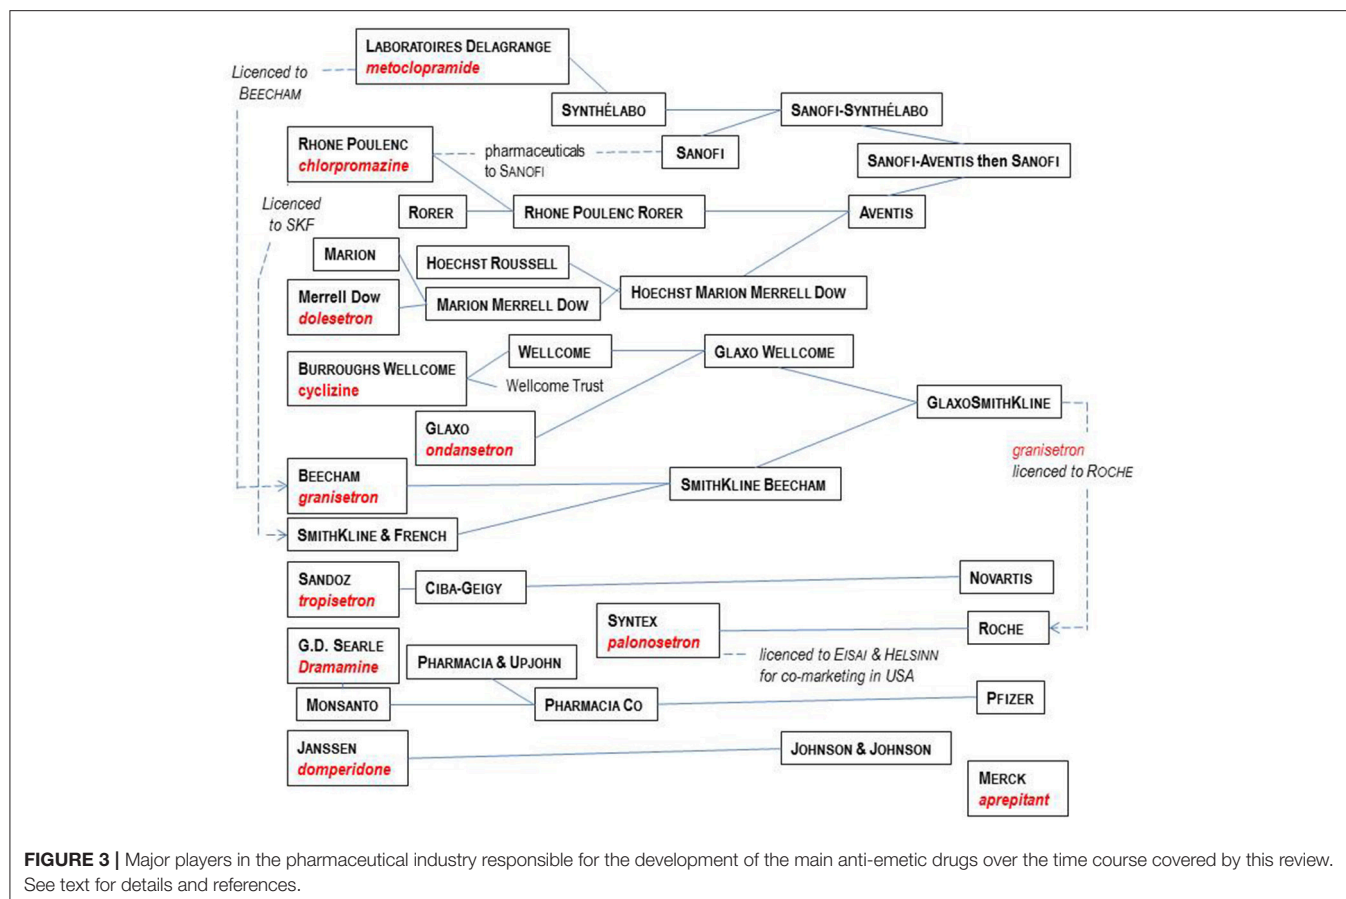 LABORATOIRES DELAGRANGE
metoclopramide
Licenced to
BEECHAM
SYNTHÉLABO
SANOFI-SYNTHÉLABO
RHONE POULENC
chlorpromazine
pharmaceuticals
to SANOFI
SANOFI
SANOFI-AVENTIS then SANOFI
Licenced
to SKF
RORER
RHONE POULENC RORER
AVENTIS
MARION
HOECHST ROUSSELL
Merrell Dow
dolesetron
MARION MERRELL DOW
HOECHST MARION MERRELL DOW
BURROUGHS WELLCOME
cyclizine
WELLCOME
Wellcome Trust
GLAXO WELLCOME
GLAXOSMITHKLINE
GLAXO
ondansetron
granisetron
licenced to ROCHE
BEECHAM
granisetron
SMITHKLINE BEECHAM
SMITHKLINE & FRENCH
SANDOZ
tropisetron
CIBA-GEIGY
NOVARTIS
SYNTEX
palonosetron
ROCHE
licenced to EISAI & HELSINN
for co-marketing in USA
G.D. SEARLE
Dramamine
PHARMACIA & UPJOHN
MONSANTO
PHARMACIA CO
PFIZER
JANSSEN
domperidone
JOHNSON & JOHNSON
MERCK
aprepitant
FIGURE 3 | Major players in the pharmaceutical industry responsible for the development of the main anti-emetic drugs over the time course covered by this review.
See text for details and references.